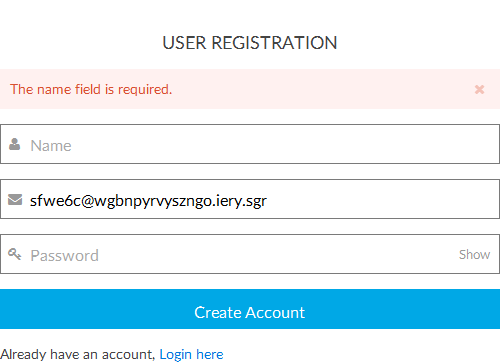 USER REGISTRATION
The name field is required.
Name
sfwe6c@wgbnpyrvyszngo.iery.sgr
Password Show
Create Account
Already have an account, Login here